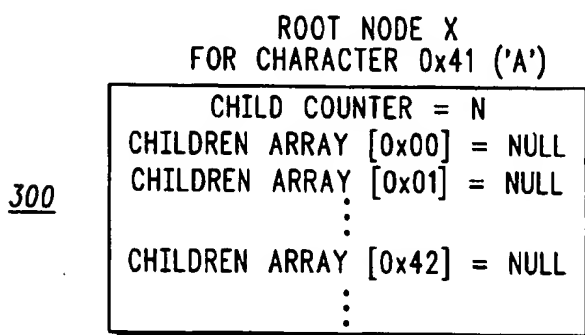 ROOT NODE X
FOR CHARACTER 0x41 ('A')
CHILD COUNTER = N
CHILDREN ARRAY [0x00] = NULL
CHILDREN ARRAY [0x01] = NULL
300
CHILDREN ARRAY [0x42] = NULL